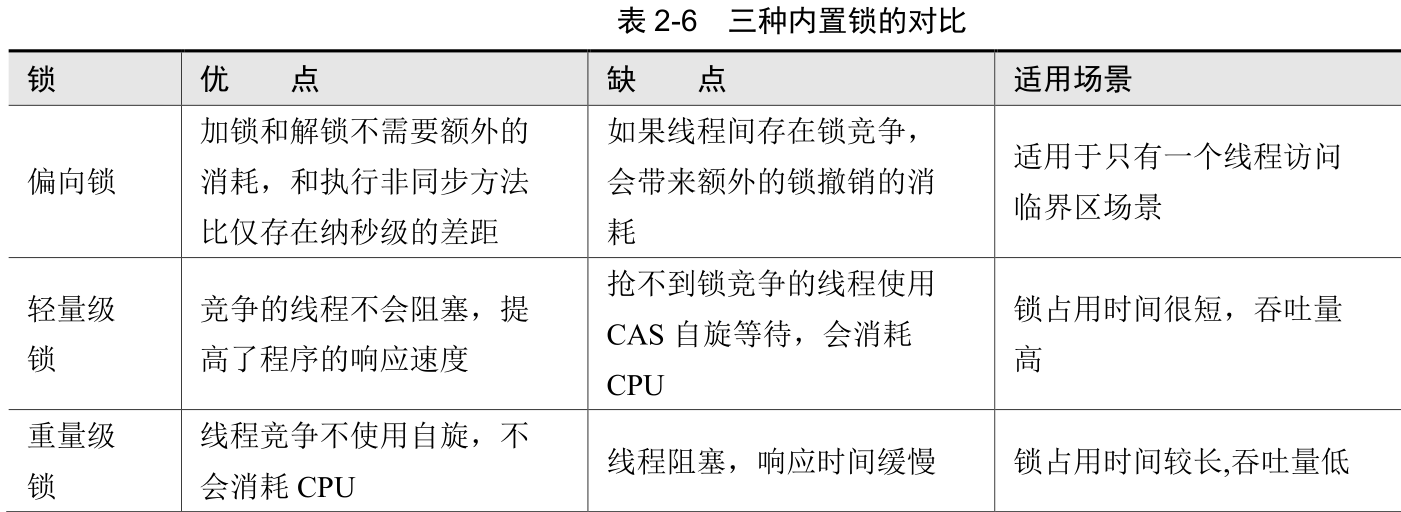 表 2-6 三种内置锁的对比
锁 优 点 缺 点 适用场景
偏向锁
加锁和解锁不需要额外的
消耗，和执行非同步方法
比仅存在纳秒级的差距
如果线程间存在锁竞争，
会带来额外的锁撤销的消
耗
适用于只有一个线程访问
临界区场景
轻量级
锁
竞争的线程不会阻塞，提
高了程序的响应速度
抢不到锁竞争的线程使用
CAS 自旋等待，会消耗
CPU
锁占用时间很短，吞吐量
高
重量级
锁
线程竞争不使用自旋，不
会消耗 CPU
线程阻塞，响应时间缓慢
锁占用时间较长,吞吐量低